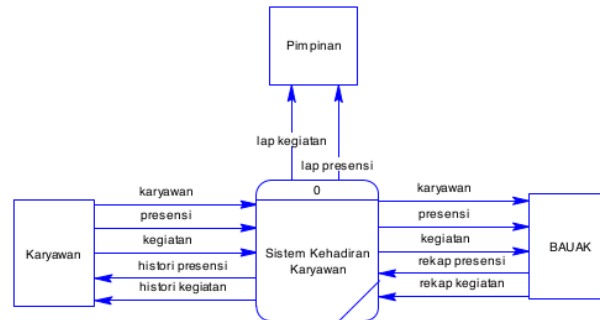 Pimpinan
lap kegiatan
lap presensi
0
Sistem Kehadiran
Karyawan
Karyawan
karyawan
presensi
kegiatan
histori presensi
histori kegiatan
karyawan
presensi
kegiatan
rekap presensi
rekap kegiatan
BAUAK